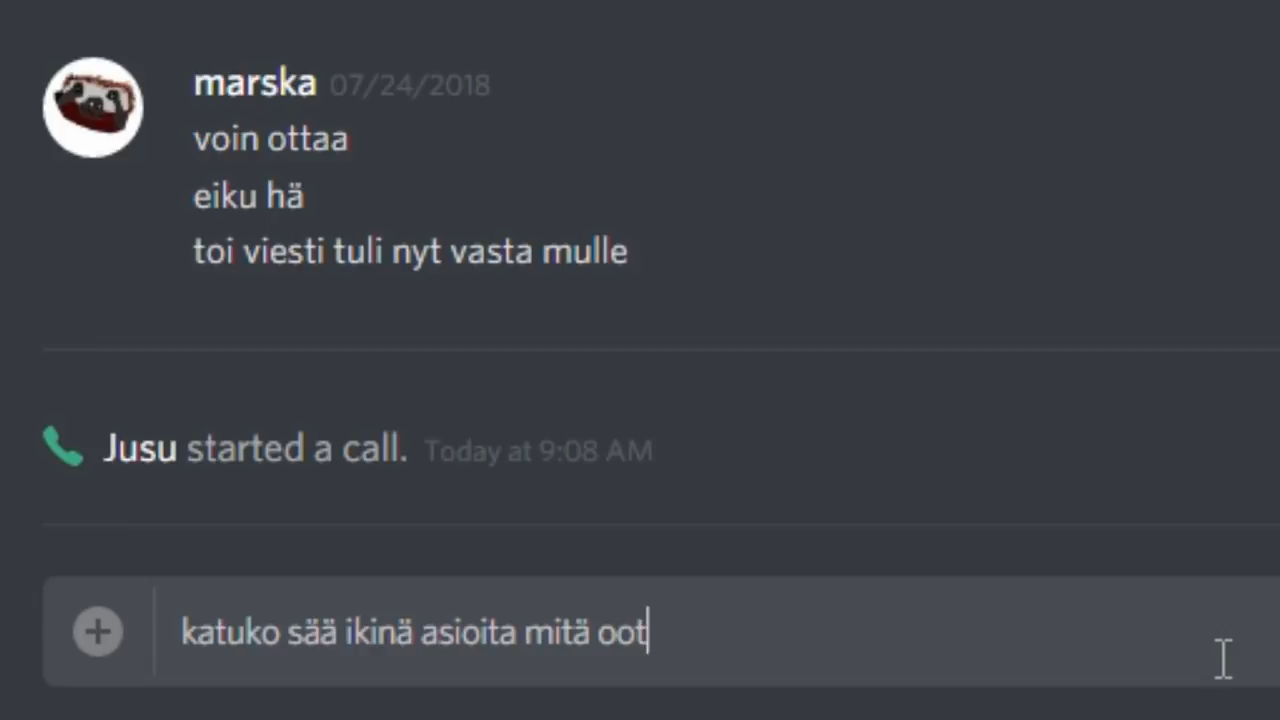 marska 07/24/2018
voin ottaa
eiku hä
toi viesti tuli nyt vasta mulle
Jusu started a call. Today at 9:08 AM
katuko sää ikinä asioita mitä oot